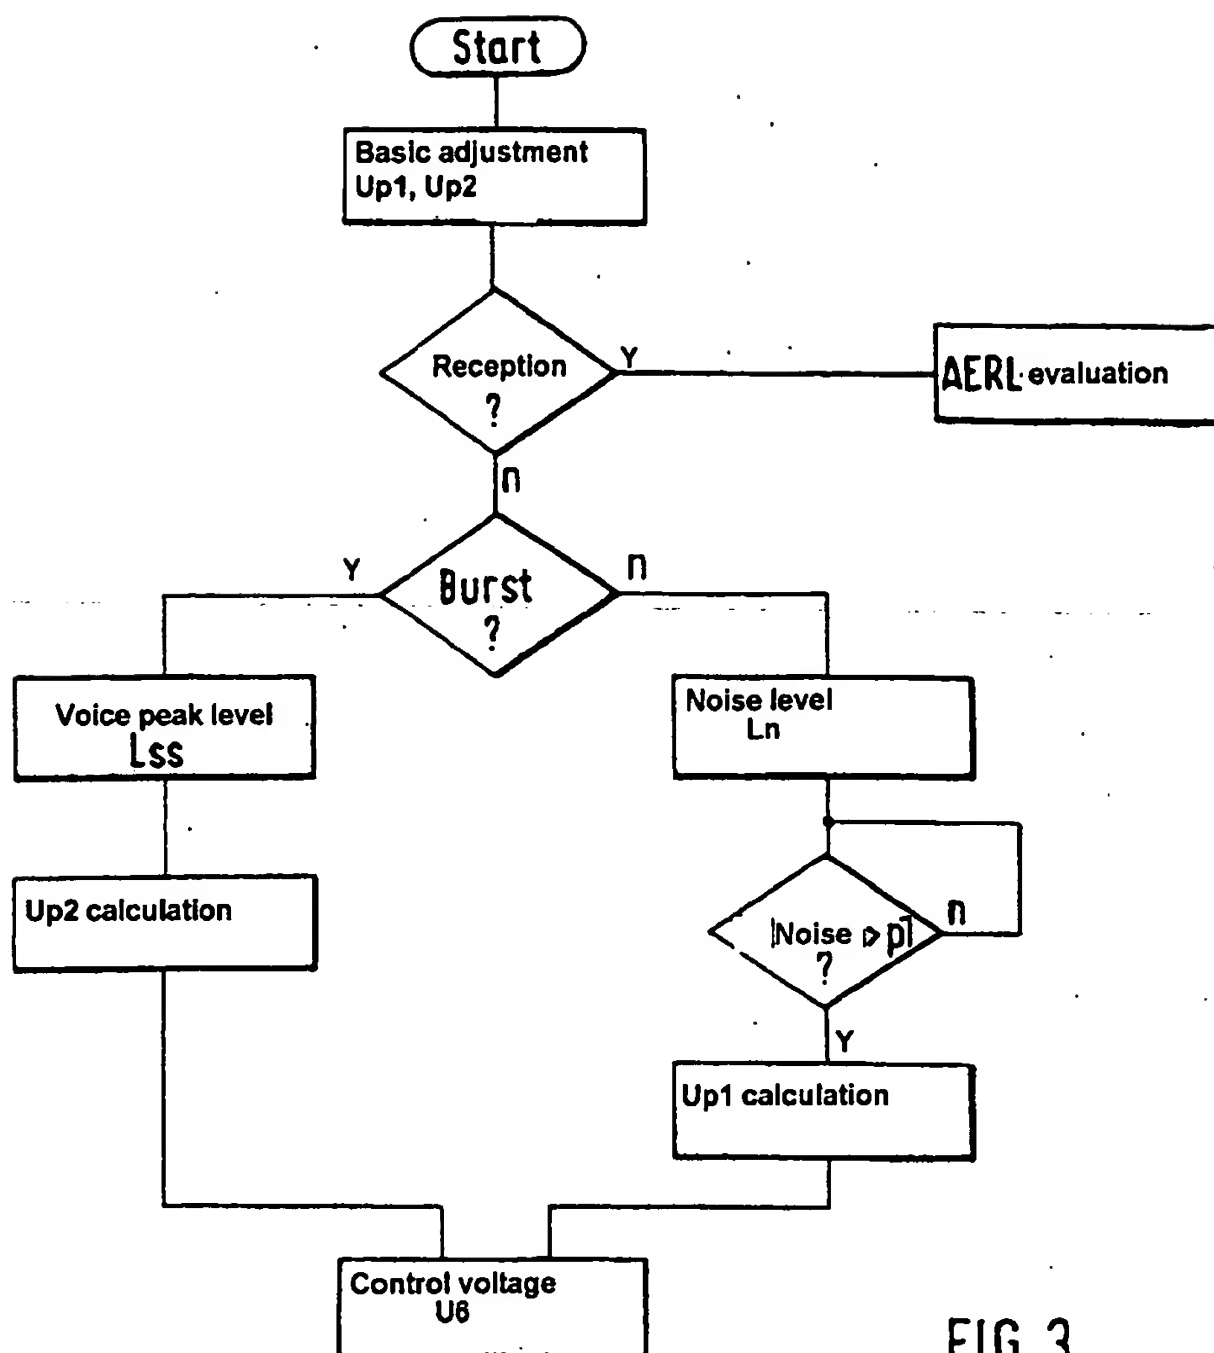 Start
Basic adjustment
Up1, Up2
Reception
?
Y
AERL evaluation
n
Burst
?
Y
n
Voice peak level
Lss
Noise level
Ln
Up2 calculation
Noise > pT
?
n
Y
Up1 calculation
Control voltage
U6
FIG. 3